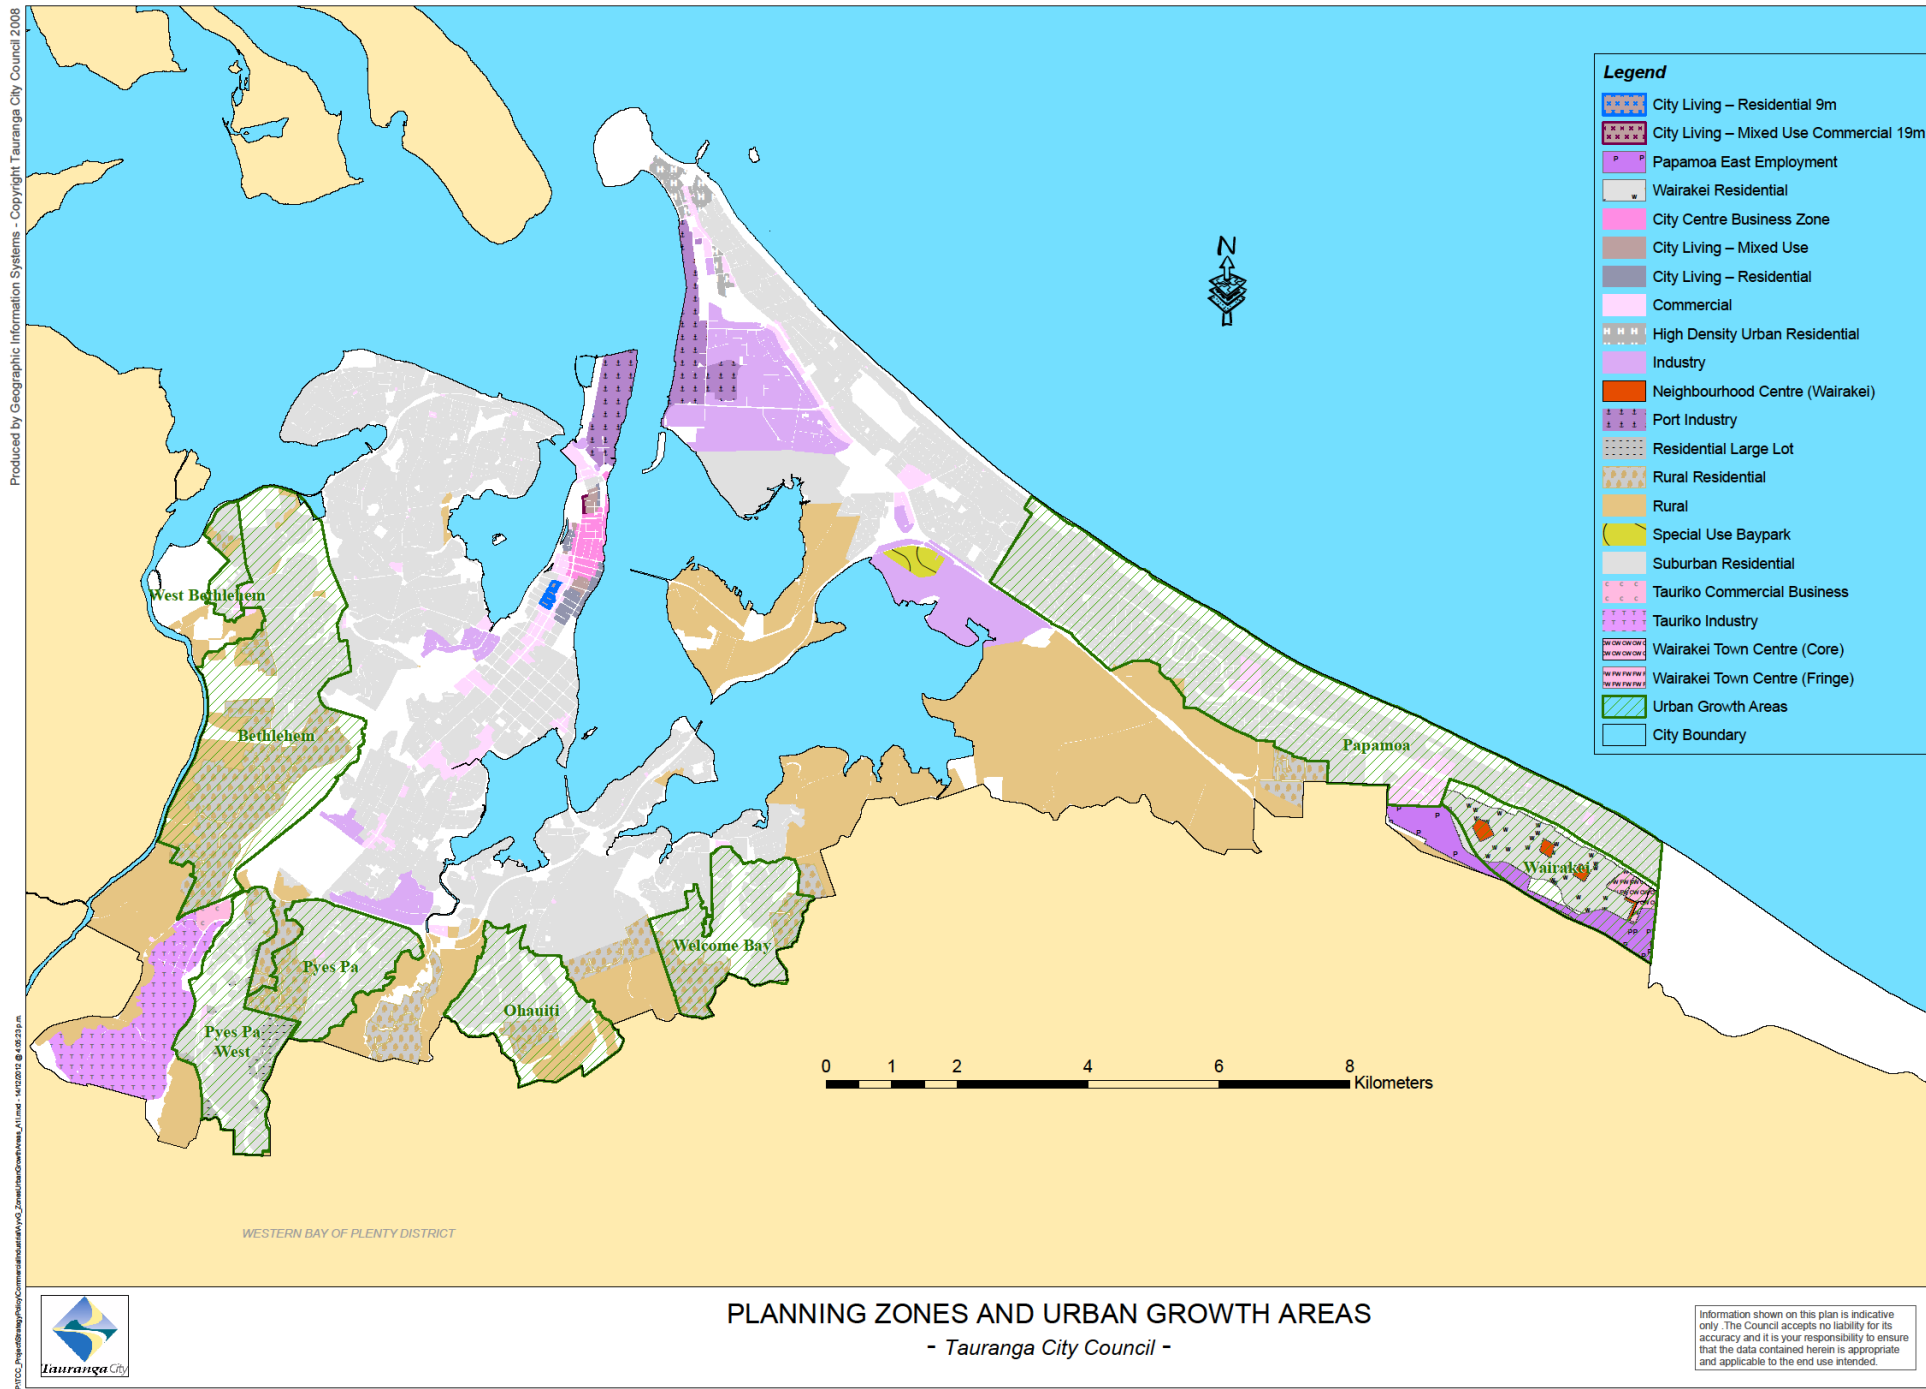 Produced by Geographic Information Systems - Copyright Tauranga City Council 2008
N
Legend
City Living – Residential 9m
City Living – Mixed Use Commercial 19m
Papamoa East Employment
Wairakei Residential
City Centre Business Zone
City Living – Mixed Use
City Living – Residential
Commercial
High Density Urban Residential
Industry
Neighbourhood Centre (Wairakei)
Port Industry
Residential Large Lot
Rural Residential
Rural
Special Use Baypark
Suburban Residential
Tauriko Commercial Business
Tauriko Industry
Wairakei Town Centre (Core)
Wairakei Town Centre (Fringe)
Urban Growth Areas
City Boundary
West Bethlehem
Bethlehem
Papamoa
Wairakei
Welcome Bay
Pyes Pa
Ohauiti
Pyes Pa
West
0 1 2 4 6 8
Kilometers
WESTERN BAY OF PLENTY DISTRICT
PLANNING ZONES AND URBAN GROWTH AREAS
- Tauranga City Council -
Tauranga City
Information shown on this plan is indicative
only .The Council accepts no liability for its
accuracy and it is your responsibility to ensure
that the data contained herein is appropriate
and applicable to the end use intended.